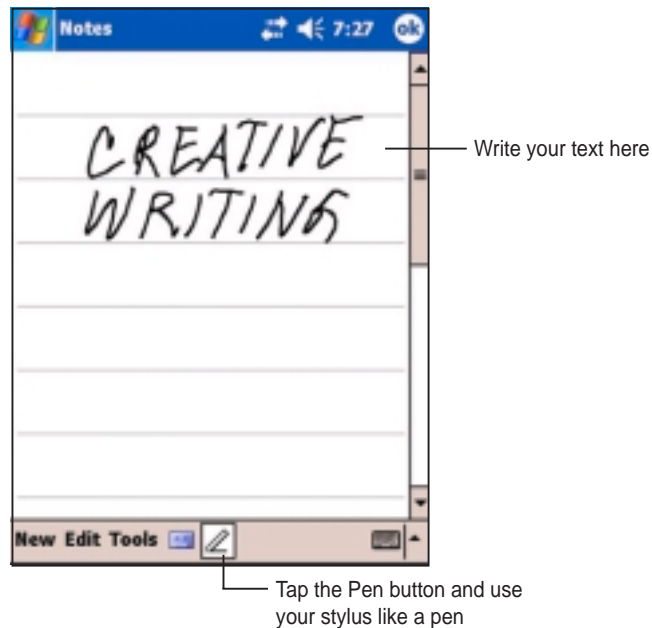 Notes 7:27 ok
CREATIVE
WRITING
Write your text here
New Edit Tools
Tap the Pen button and use
your stylus like a pen